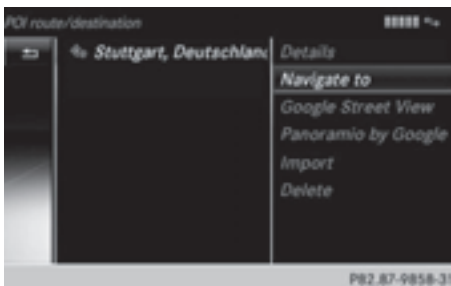 POI route/destination
Stuttgart, Deutschland
Details
Navigate to
Google Street View
Panoramio by Google
Import
Delete
P82.87-9858-31